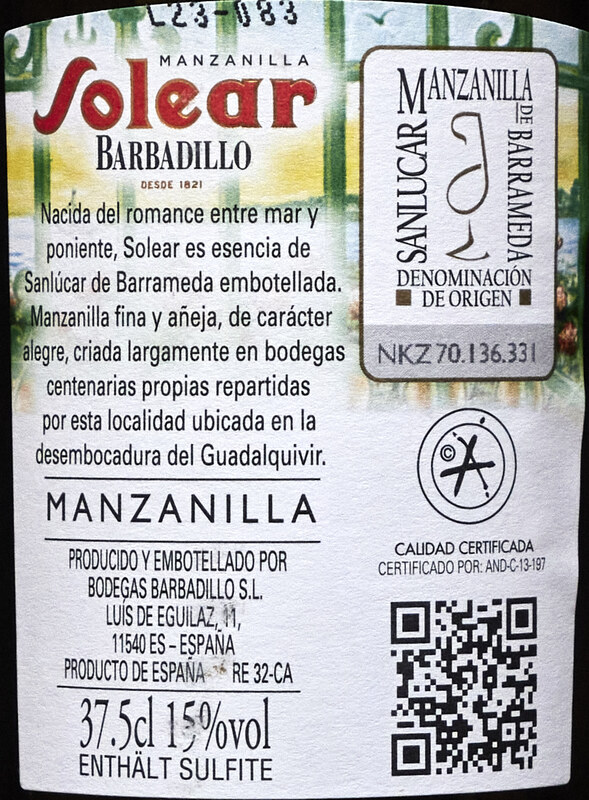 L23-083
MANZANILLA
Solear
BARBADILLO
DESDE 1821
Nacida del romance entre mar y
poniente, Solear es esencia de
Sanlúcar de Barrameda embotellada.
Manzanilla fina y añeja, de carácter
alegre, criada largamente en bodegas
centenarias propias repartidas
por esta localidad ubicada en la
desembocadura del Guadalquivir.
MANZANILLA
PRODUCIDO Y EMBOTELLADO POR
BODEGAS BARBADILLO S.L.
LUIS DE EGUILAZ, 11,
11540 ES – ESPAÑA
PRODUCTO DE ESPAÑA RE 32-CA
37.5cl 15%vol
ENTHÄLT SULFITE
MANZANILLA
SANLUCAR
DE BARRAMEDA
DENOMINACIÓN
DE ORIGEN
NKZ 70.136.331
©A
CALIDAD CERTIFICADA
CERTIFICADO POR: AND-C-13-197